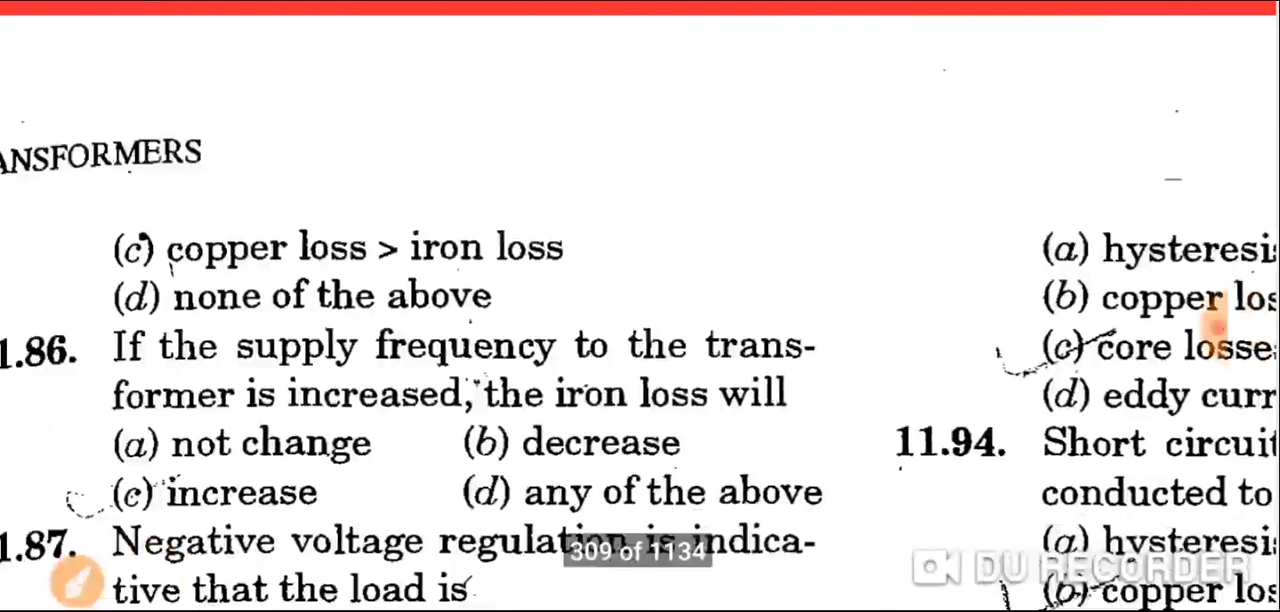 ANSFORMERS
(c) copper loss > iron loss
(d) none of the above
1.86. If the supply frequency to the trans-
former is increased, the iron loss will
(a) not change (b) decrease
(c) increase (d) any of the above
1.87. Negative voltage regulation is indica-
tive that the load is
(a) hysteresi
(b) copper los
(c) core losse
(d) eddy curr
11.94. Short circuit
conducted to
(a) hysteresi
(b) copper los
309 of 1134
DU RECORDER